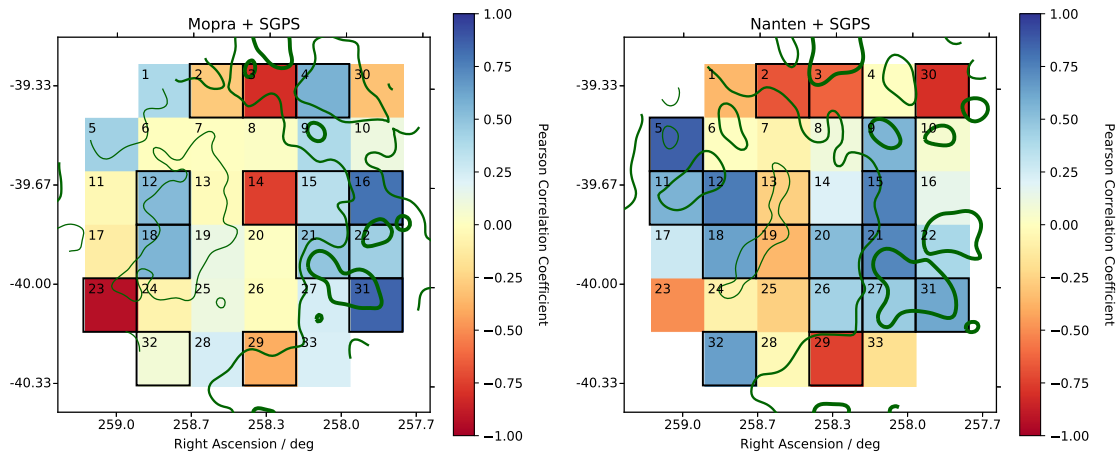 Mopra + SGPS
1 2 3 4 30
5 6 7 8 9 10
11 12 13 14 15 16
17 18 19 20 21 22
23 24 25 26 27 31
32 28 29 33
-39.33
-39.67
-40.00
-40.33
259.0 258.7 258.3 258.0 257.7
Right Ascension / deg
1.00
0.75
0.50
0.25
0.00
−0.25
−0.50
−0.75
−1.00
Pearson Correlation Coefficient
Nanten + SGPS
1 2 3 4 30
5 6 7 8 9 10
11 12 13 14 15 16
17 18 19 20 21 22
23 24 25 26 27 31
32 28 29 33
-39.33
-39.67
-40.00
-40.33
259.0 258.7 258.3 258.0 257.7
Right Ascension / deg
1.00
0.75
0.50
0.25
0.00
−0.25
−0.50
−0.75
−1.00
Pearson Correlation Coefficient